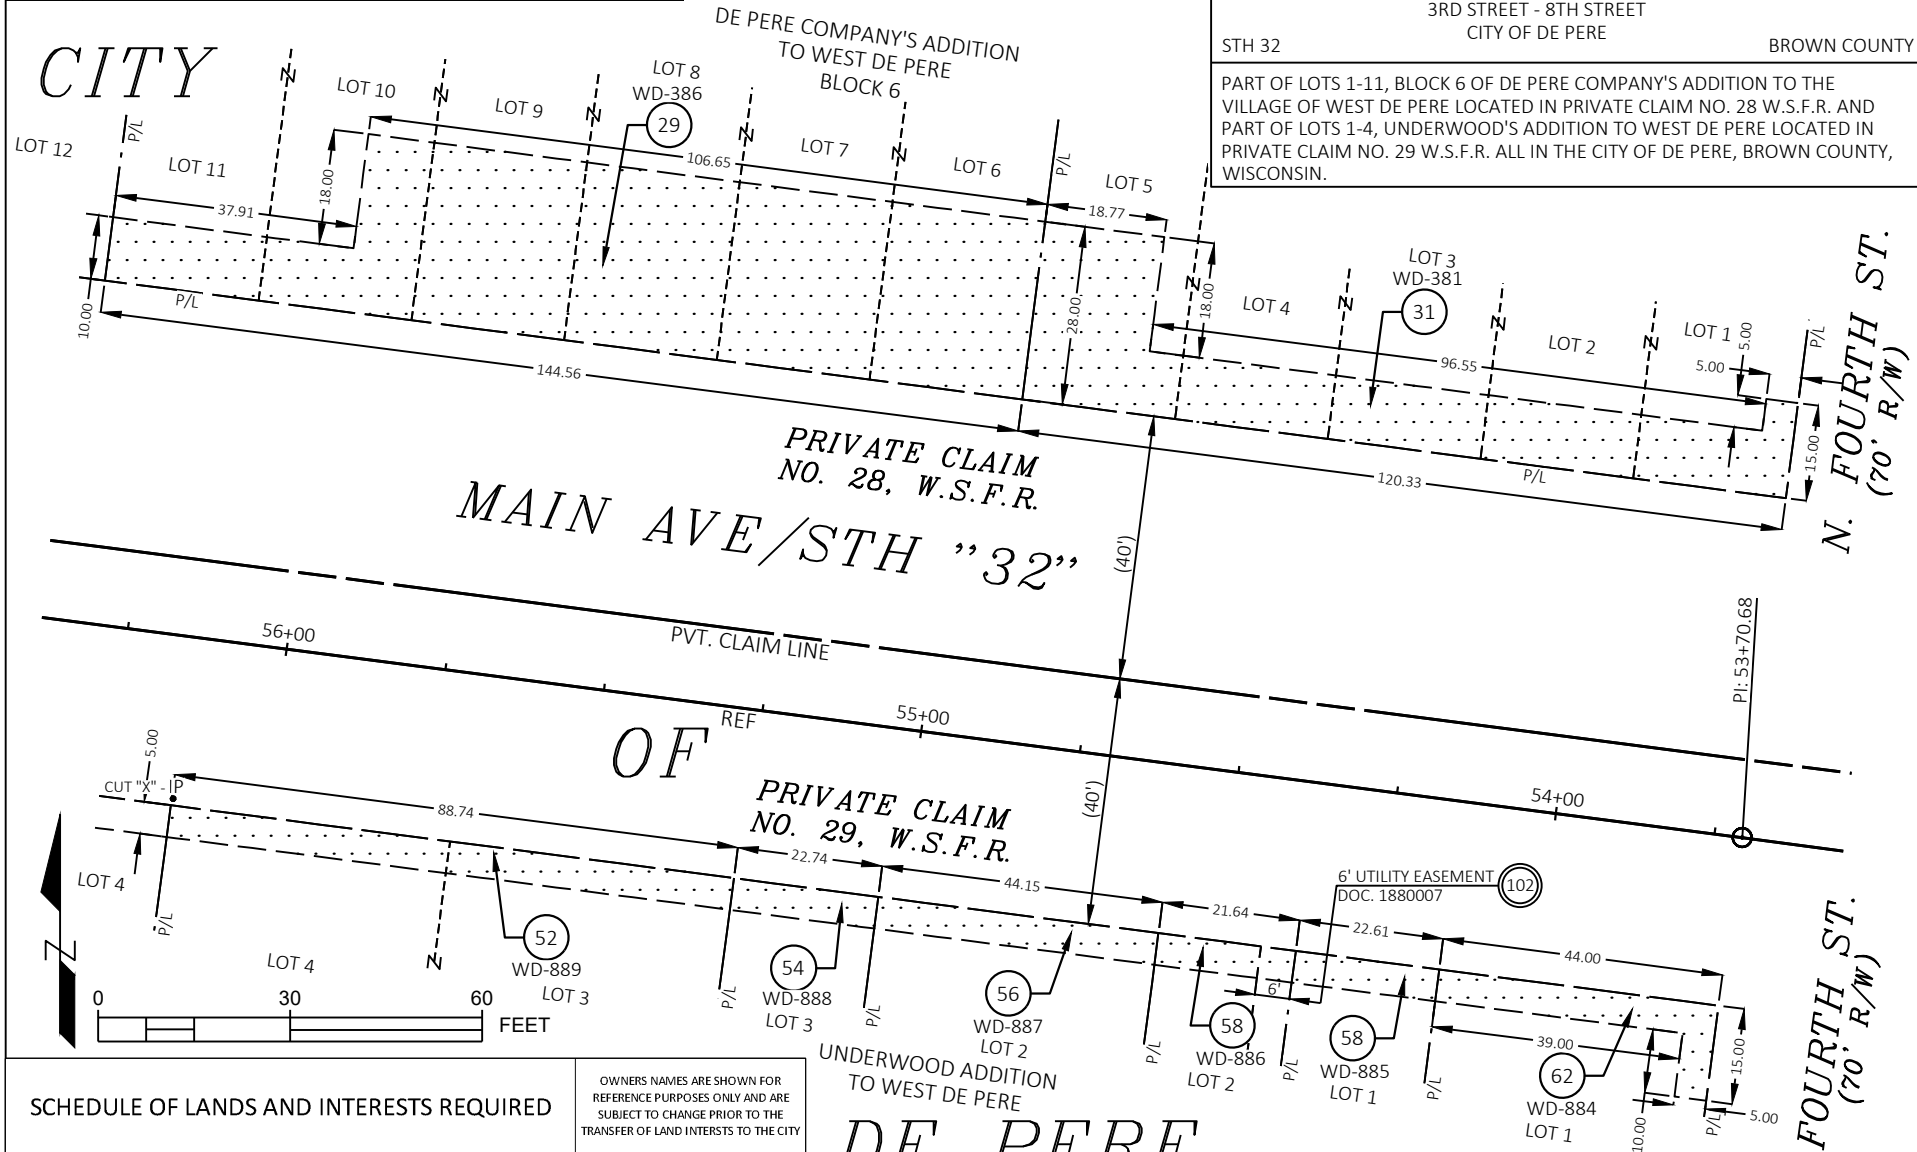 3RD STREET - 8TH STREET
CITY OF DE PERE
STH 32
BROWN COUNTY
PART OF LOTS 1-11, BLOCK 6 OF DE PERE COMPANY'S ADDITION TO THE
VILLAGE OF WEST DE PERE LOCATED IN PRIVATE CLAIM NO. 28 W.S.F.R. AND
PART OF LOTS 1-4, UNDERWOOD'S ADDITION TO WEST DE PERE LOCATED IN
PRIVATE CLAIM NO. 29 W.S.F.R. ALL IN THE CITY OF DE PERE, BROWN COUNTY,
WISCONSIN.
DE PERE COMPANY'S ADDITION
TO WEST DE PERE
BLOCK 6
CITY
LOT 12
P/L
LOT 11
LOT 10
LOT 9
LOT 8
WD-386
29
LOT 7
LOT 6
P/L
LOT 5
LOT 4
LOT 3
WD-381
31
LOT 2
LOT 1
P/L
37.91
18.00
106.65
18.77
28.00
18.00
96.55
5.00
5.00
15.00
10.00
P/L
144.56
120.33
P/L
N. FOURTH ST.
(70' R/W)
PRIVATE CLAIM
NO. 28, W.S.F.R.
MAIN AVE/STH "32"
(40')
PVT. CLAIM LINE
56+00
REF
55+00
54+00
PI: 53+70.68
OF
(40')
PRIVATE CLAIM
NO. 29, W.S.F.R.
5.00
CUT "X" - IP
88.74
22.74
44.15
21.64
22.61
44.00
6' UTILITY EASEMENT
DOC. 1880007
102
LOT 4
P/L
LOT 4
52
WD-889
LOT 3
P/L
54
WD-888
LOT 3
P/L
56
WD-887
LOT 2
P/L
6'
58
WD-886
LOT 2
P/L
58
WD-885
LOT 1
P/L
39.00
62
WD-884
LOT 1
10.00
P/L
15.00
5.00
FOURTH ST.
(70' R/W)
N
0 30 60
FEET
UNDERWOOD ADDITION
TO WEST DE PERE
DE PERE
SCHEDULE OF LANDS AND INTERESTS REQUIRED
OWNERS NAMES ARE SHOWN FOR
REFERENCE PURPOSES ONLY AND ARE
SUBJECT TO CHANGE PRIOR TO THE
TRANSFER OF LAND INTERSTS TO THE CITY